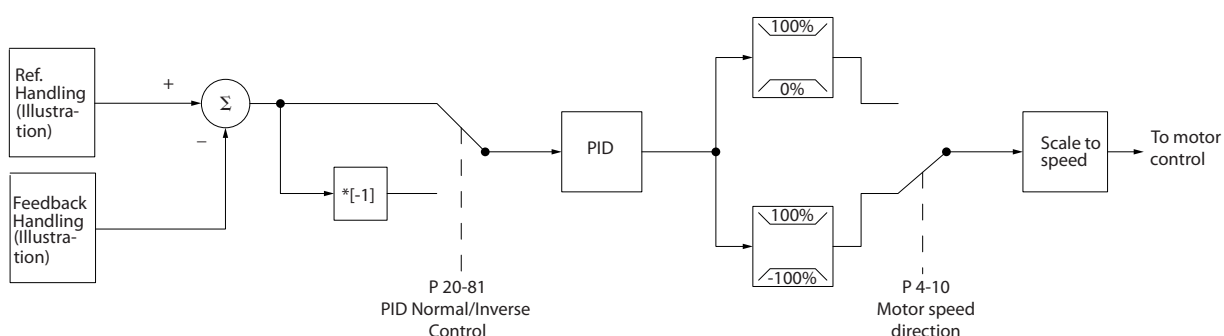 Ref.
Handling
(Illustra-
tion)
+
−
Σ
Feedback
Handling
(Illustra-
tion)
*[-1]
P 20-81
PID Normal/Inverse
Control
PID
100%
0%
100%
-100%
P 4-10
Motor speed
direction
Scale to
speed
To motor
control